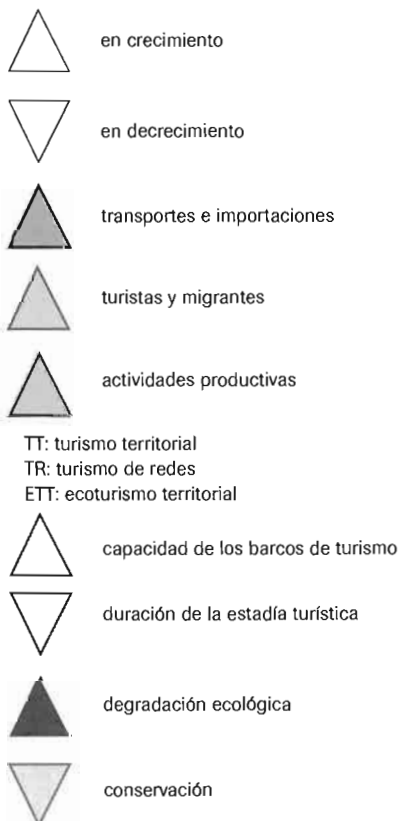 en crecimiento
en decrecimiento
transportes e importaciones
turistas y migrantes
actividades productivas
TT: turismo territorial
TR: turismo de redes
ETT: ecoturismo territorial
capacidad de los barcos de turismo
duración de la estadía turística
degradación ecológica
conservación